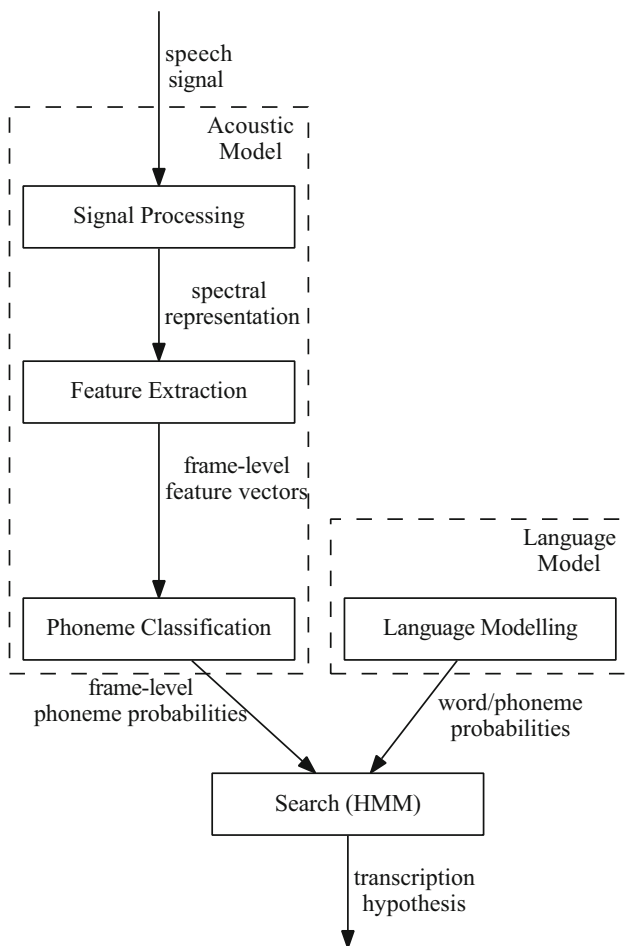 speech
signal
Acoustic
Model
Signal Processing
spectral
representation
Feature Extraction
frame-level
feature vectors
Language
Model
Phoneme Classification
Language Modelling
frame-level
phoneme probabilities
word/phoneme
probabilities
Search (HMM)
transcription
hypothesis